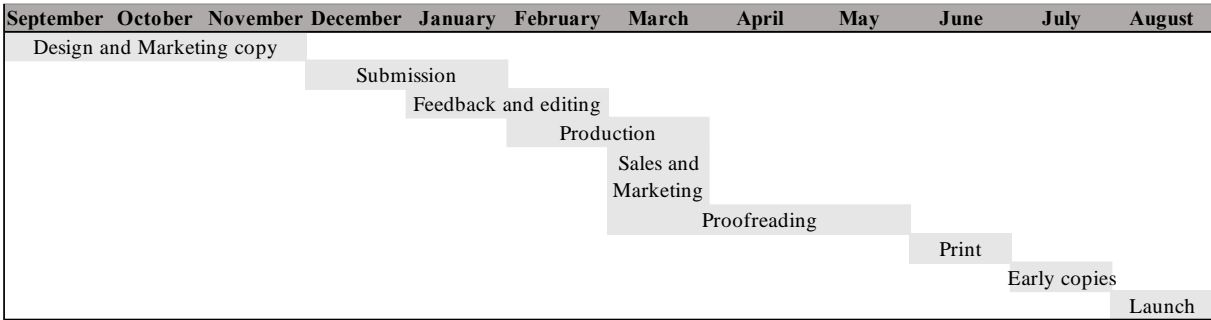 September October November December January February March April May June July August
Design and Marketing copy
Submission
Feedback and editing
Production
Sales and
Marketing
Proofreading
Print
Early copies
Launch